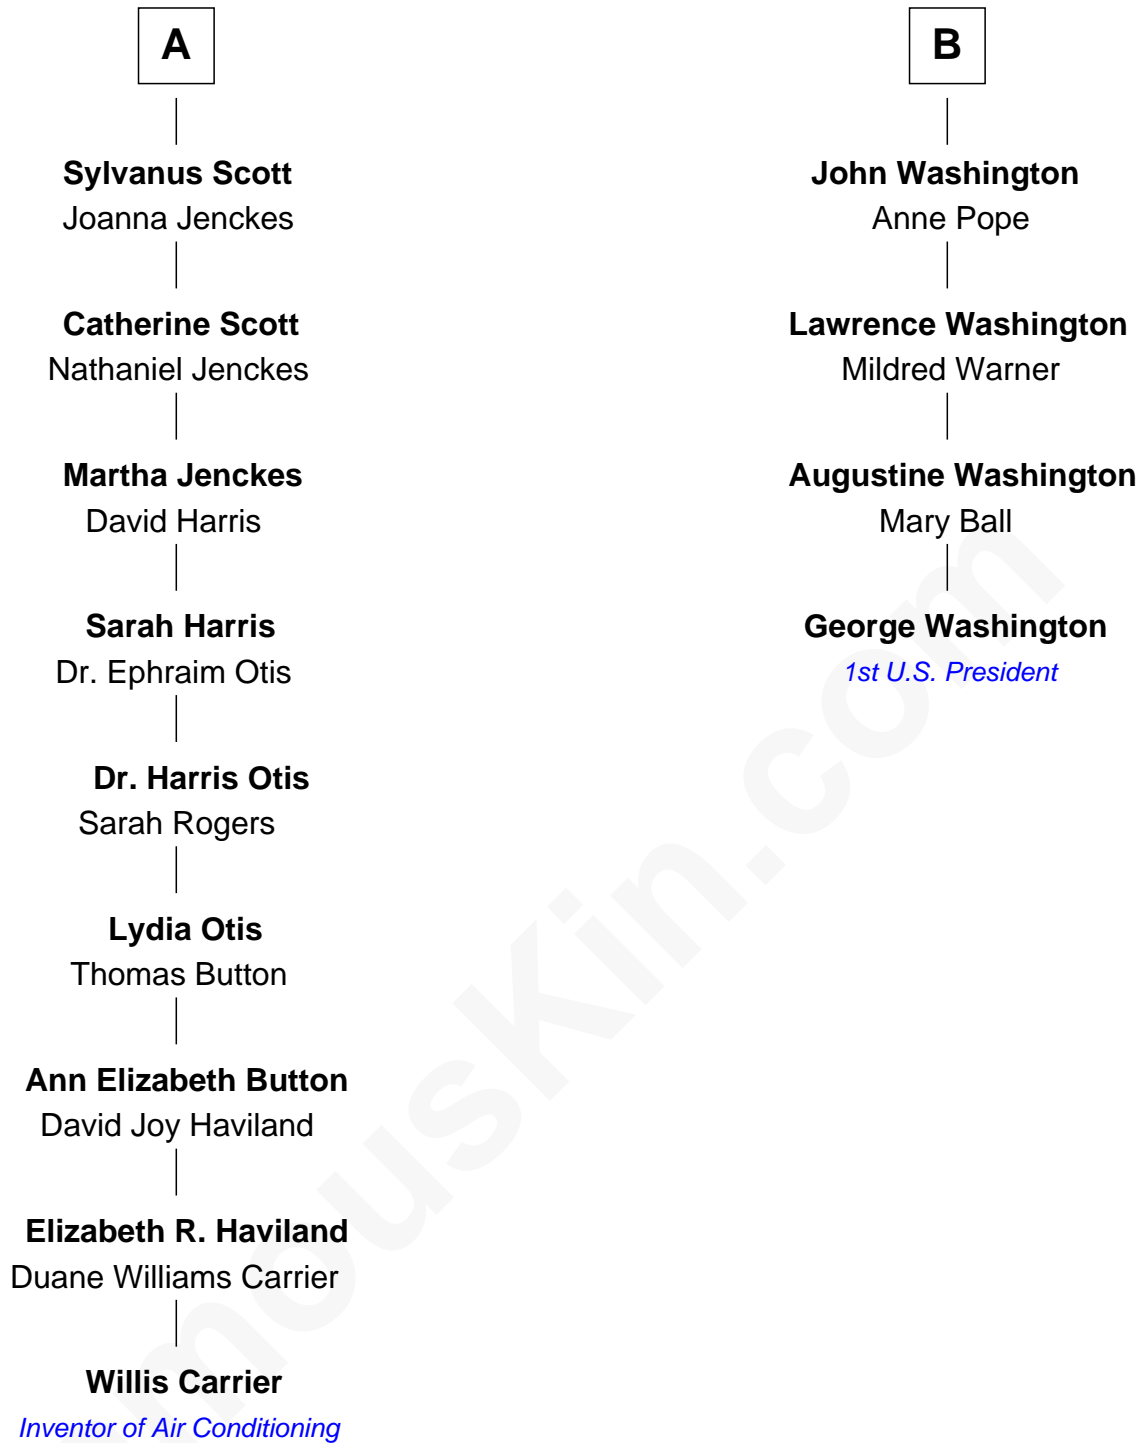 A
Sylvanus Scott
Joanna Jenckes
Catherine Scott
Nathaniel Jenckes
Martha Jenckes
David Harris
Sarah Harris
Dr. Ephraim Otis
Dr. Harris Otis
Sarah Rogers
Lydia Otis
Thomas Button
Ann Elizabeth Button
David Joy Haviland
Elizabeth R. Haviland
Duane Williams Carrier
Willis Carrier
Inventor of Air Conditioning
B
John Washington
Anne Pope
Lawrence Washington
Mildred Warner
Augustine Washington
Mary Ball
George Washington
1st U.S. President
mousKin.com